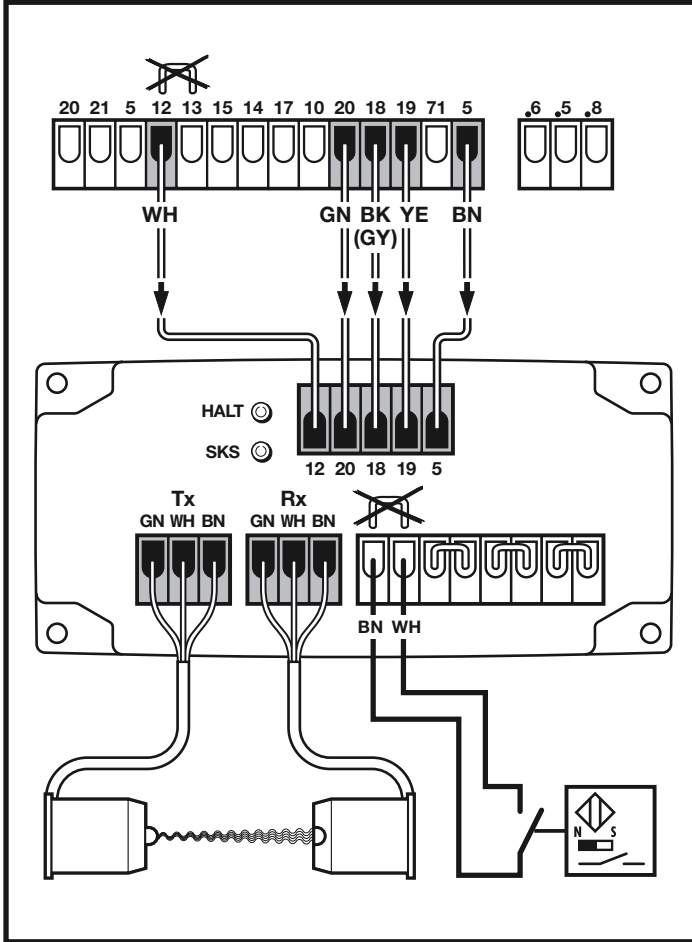 20 21 5 12 13 15 14 17 10 20 18 19 71 5 .6 .5 .8
WH GN BK YE BN
(GY)
HALT
SKS
12 20 18 19 5
Tx Rx
GN WH BN GN WH BN
BN WH
N S